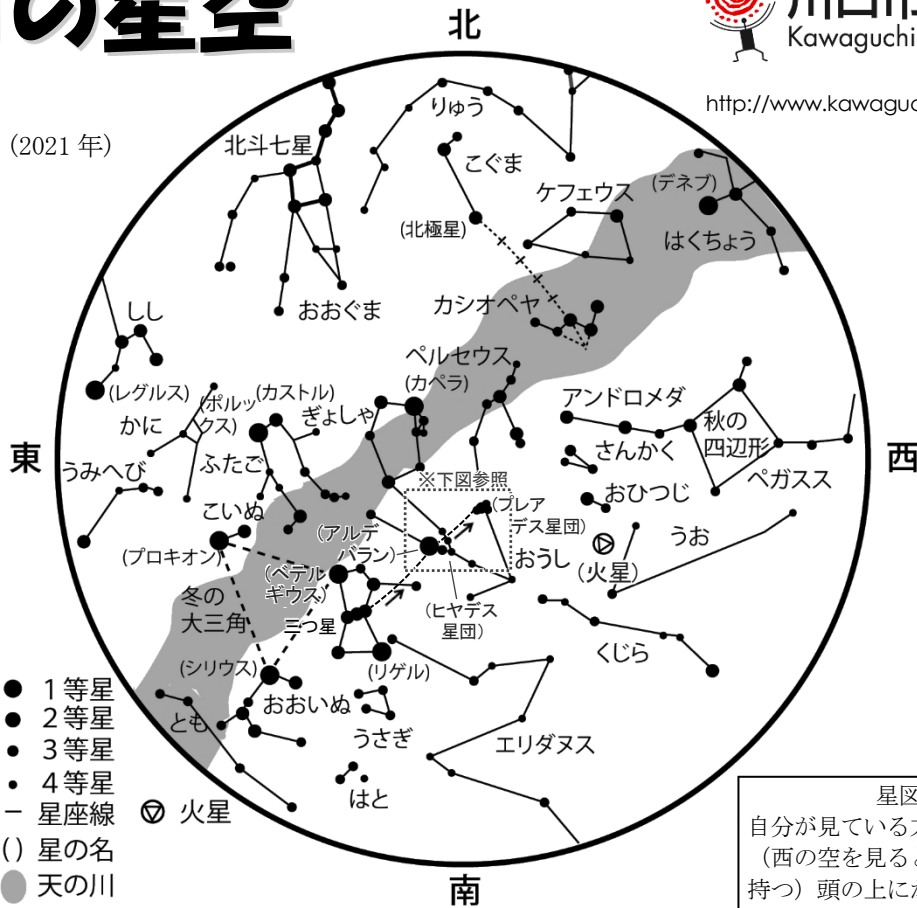 の星空
北
Kawaguchi
http://www.kawaguc
(2021 年)
北斗七星
りゅう
こぐま
ケフェウス
(デネブ)
(北極星)
はくちょう
おおぐま
カシオペヤ
しし
ペルセウス
(カペラ)
(レグルス)
(ポルックス)
(カストル)
ぎょしゃ
アンドロメダ
かに
秋の
四辺形
東
西
うみへび
ふたご
さんかく
ペガスス
※下図参照
こいぬ
(プレア
デス星団)
おひつじ
(アルデ
バラン)
うお
(プロキオン)
おうし
(火星)
(ベテル
ギウス)
冬の
大三角
(ヒヤデス
星団)
三つ星
くじら
(シリウス)
(リゲル)
おおいぬ
とも
うさぎ
エリダヌス
はと
1等星
2等星
3等星
4等星
星座線
火星
() 星の名
天の川
南
星図
自分が見ている
(西の空を見ると
持つ) 頭の上に